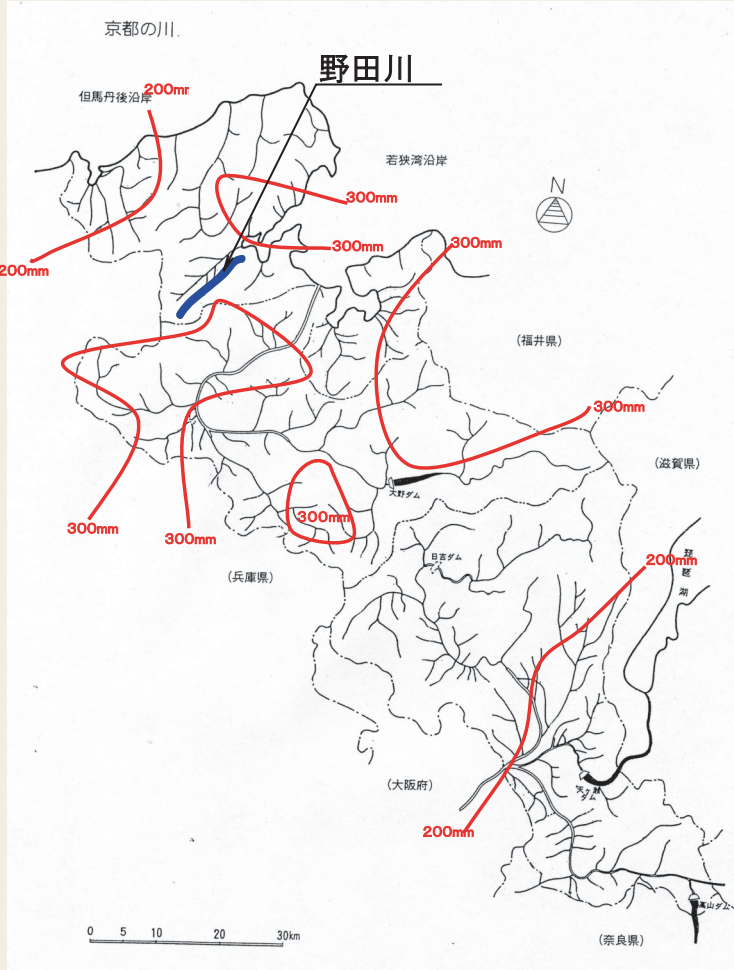 京都の川.
野田川
但馬丹後沿岸
200mm
若狭湾沿岸
N
300mm
300mm
300mm
200mm
(福井県)
300mm
(滋賀県)
大野ダム
300mm
300mm
300mm
日吉ダム
200mm
琵琶湖
(兵庫県)
(大阪府)
天ヶ瀬
ダム
200mm
高山ダム
0 5 10 20 30km
(奈良県)